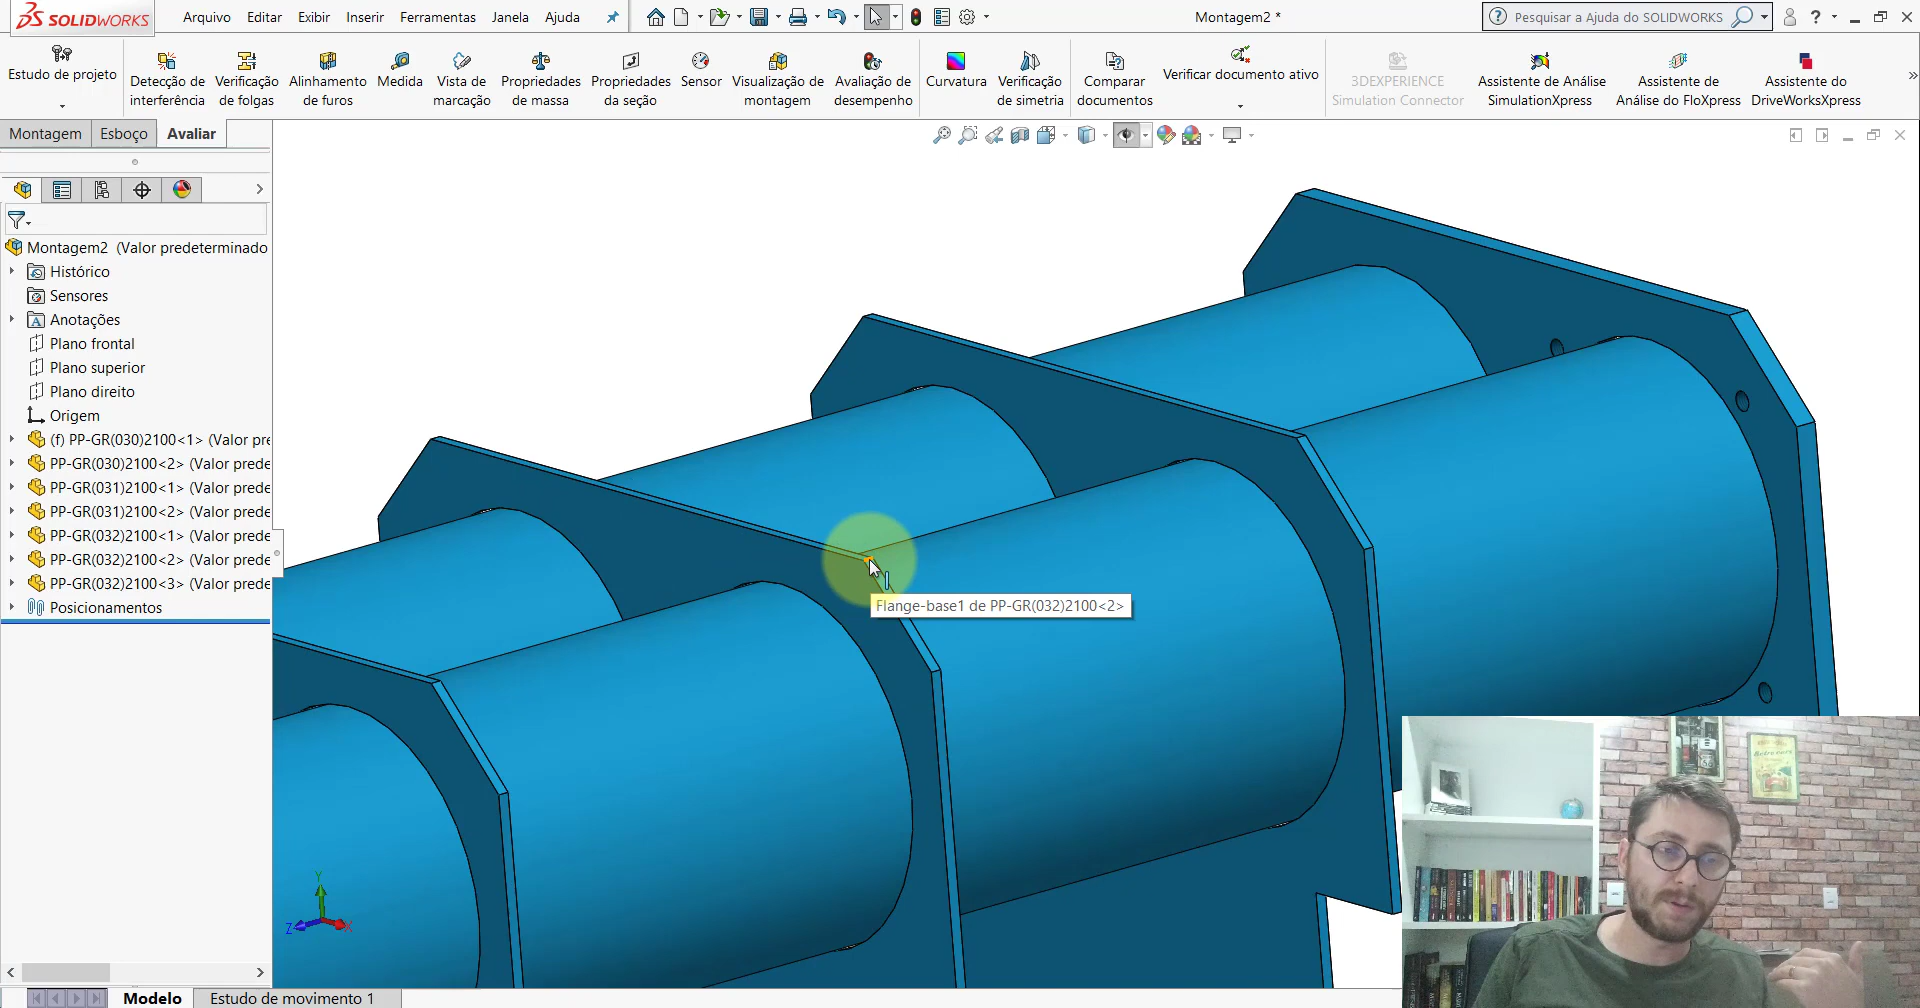 SOLIDWORKS
Arquivo Editar Exibir Inserir Ferramentas Janela Ajuda
Montagem2 *
Pesquisar a Ajuda do SOLIDWORKS
Estudo de projeto
Detecção de interferência
Verificação de folgas
Alinhamento de furos
Medida
Vista de marcação
Propriedades de massa
Propriedades da seção
Sensor
Visualização de montagem
Avaliação de desempenho
Curvatura
Verificação de simetria
Comparar documentos
Verificar documento ativo
3DEXPERIENCE Simulation Connector
Assistente de Análise SimulationXpress
Assistente de Análise do FloXpress
Assistente do DriveWorksXpress
Montagem Esboço Avaliar
Montagem2 (Valor predeterminado
Histórico
Sensores
Anotações
Plano frontal
Plano superior
Plano direito
Origem
(f) PP-GR(030)2100<1> (Valor pre
PP-GR(030)2100<2> (Valor prede
PP-GR(031)2100<1> (Valor prede
PP-GR(031)2100<2> (Valor prede
PP-GR(032)2100<1> (Valor prede
PP-GR(032)2100<2> (Valor prede
PP-GR(032)2100<3> (Valor prede
Posicionamentos
Flange-base1 de PP-GR(032)2100<2>
Y
Z
X
Modelo Estudo de movimento 1